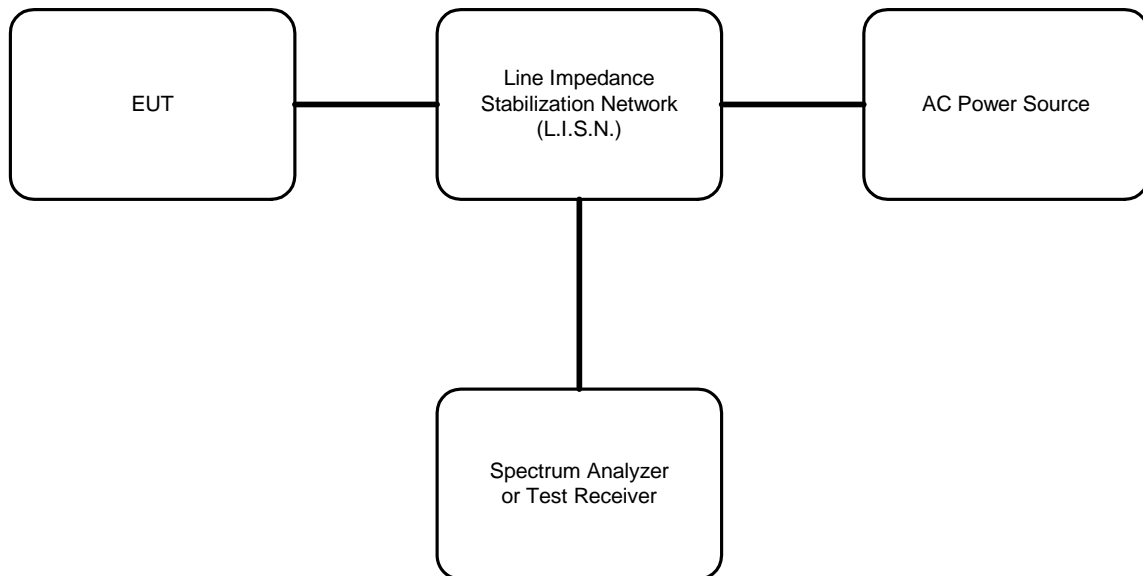 EUT
Line Impedance
Stabilization Network
(L.I.S.N.)
AC Power Source
Spectrum Analyzer
or Test Receiver